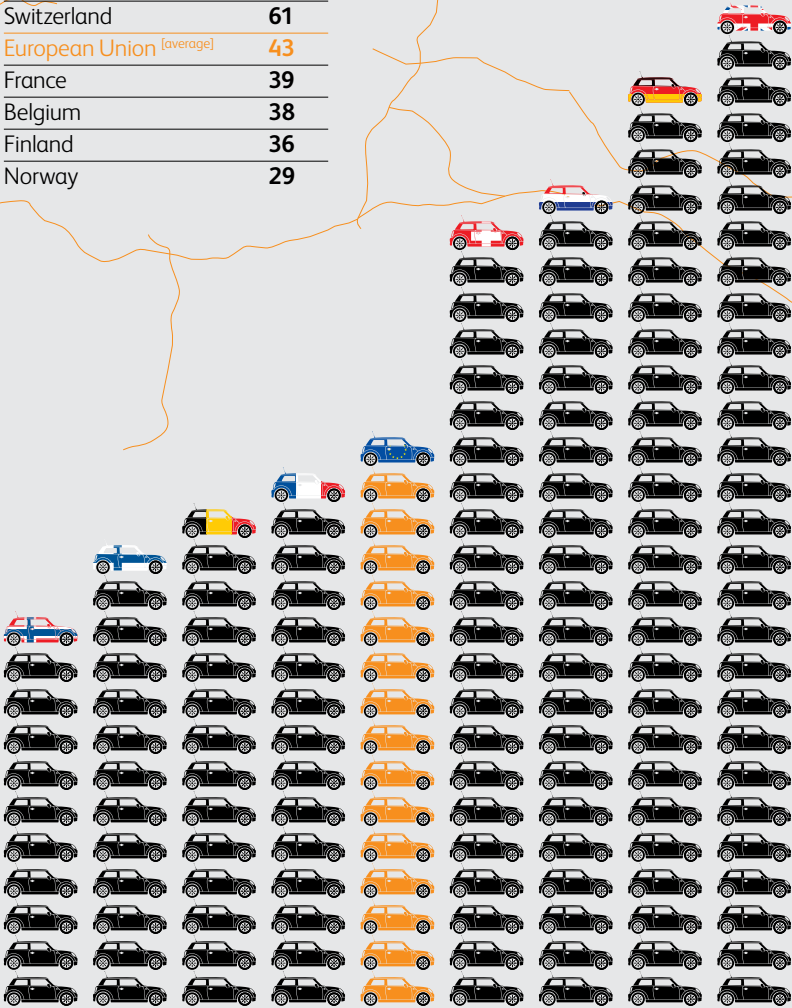 Switzerland 61
European Union [average] 43
France 39
Belgium 38
Finland 36
Norway 29